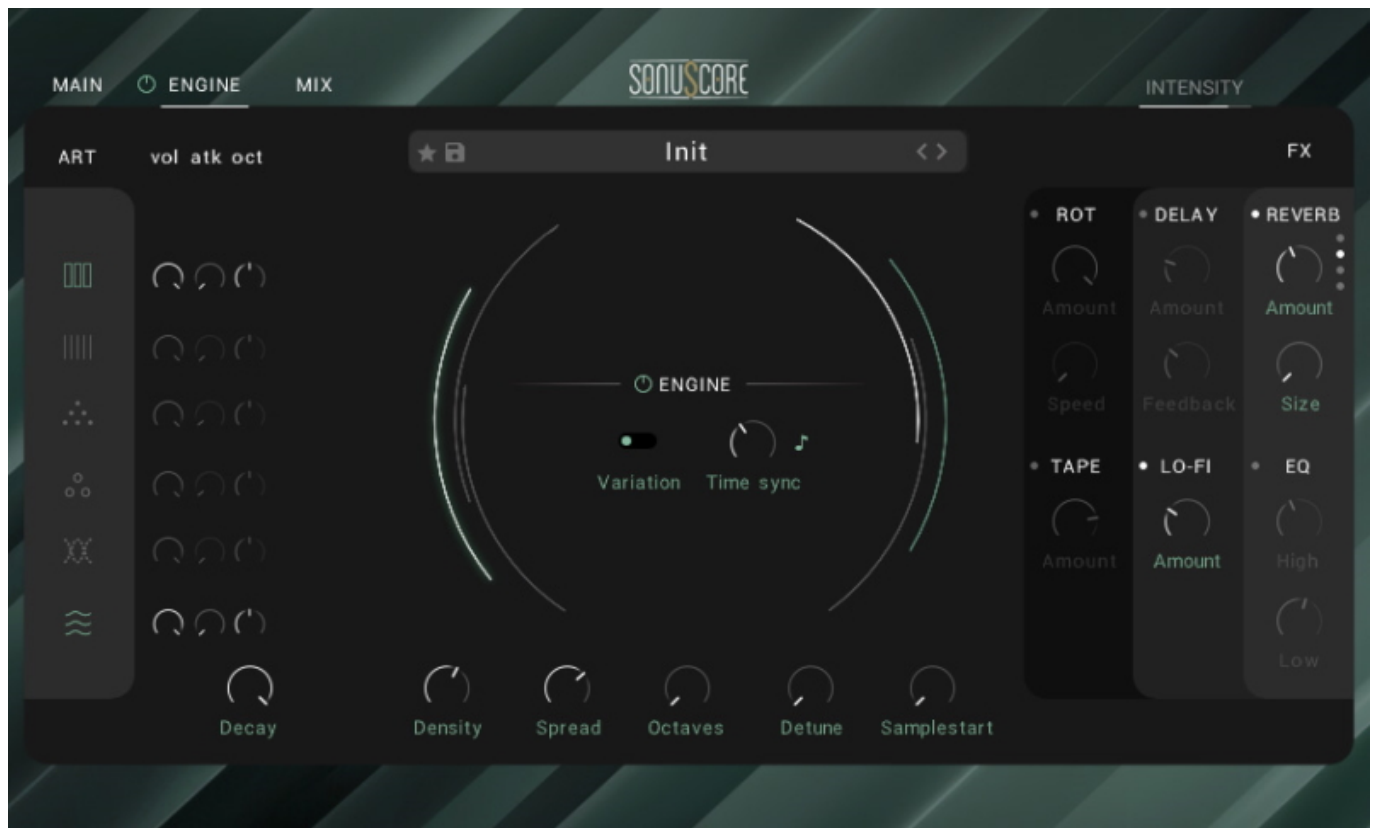 MAIN ENGINE MIX
SONUSCORE
INTENSITY
ART vol atk oct
Init
FX
ROT DELAY REVERB
Amount Amount Amount
Speed Feedback Size
ENGINE
Variation Time sync
TAPE LO-FI EQ
Amount Amount High
Low
Decay Density Spread Octaves Detune Samplestart